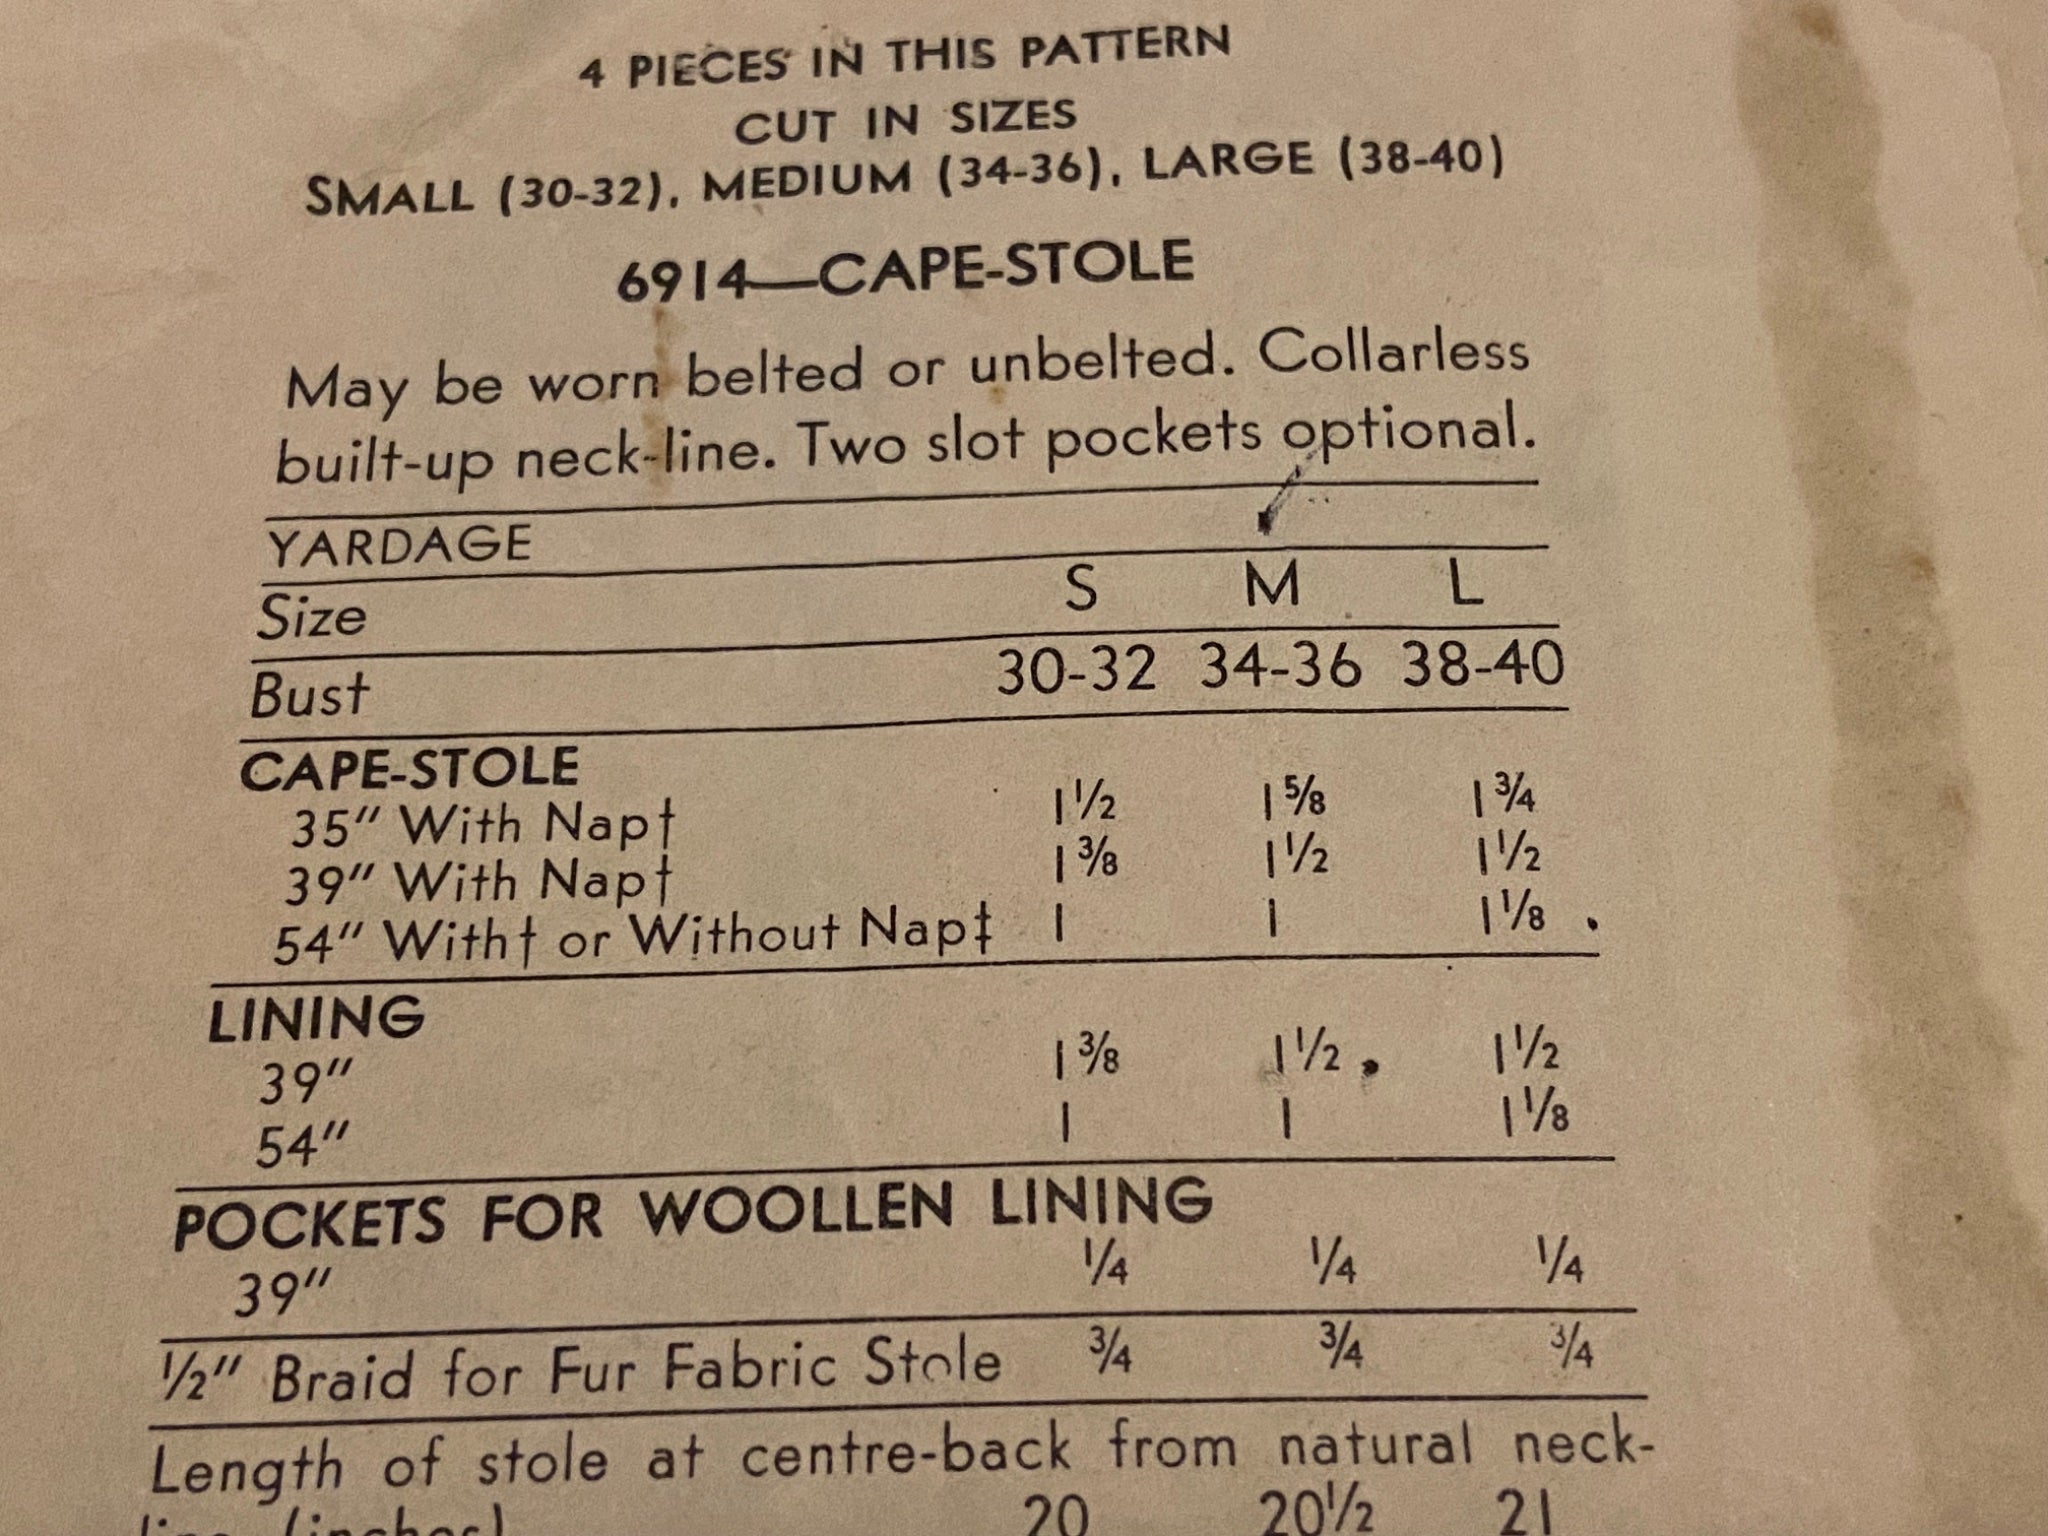 4 PIECES IN THIS PATTERN
CUT IN SIZES
SMALL (30-32), MEDIUM (34-36), LARGE (38-40)
6914—CAPE-STOLE
May be worn belted or unbelted. Collarless
built-up neck-line. Two slot pockets optional.
YARDAGE
Size S M L
Bust 30-32 34-36 38-40
CAPE-STOLE
35" With Nap† 1½ 1⅝ 1¾
39" With Nap† 1⅜ 1½ 1½
54" With† or Without Nap‡ 1 1 1⅛
LINING
39" 1⅜ 1½ 1½
54" 1 1 1⅛
POCKETS FOR WOOLLEN LINING
39" ¼ ¼ ¼
½" Braid for Fur Fabric Stole ¾ ¾ ¾
Length of stole at centre-back from natural neck-
line (inches) 20 20½ 21